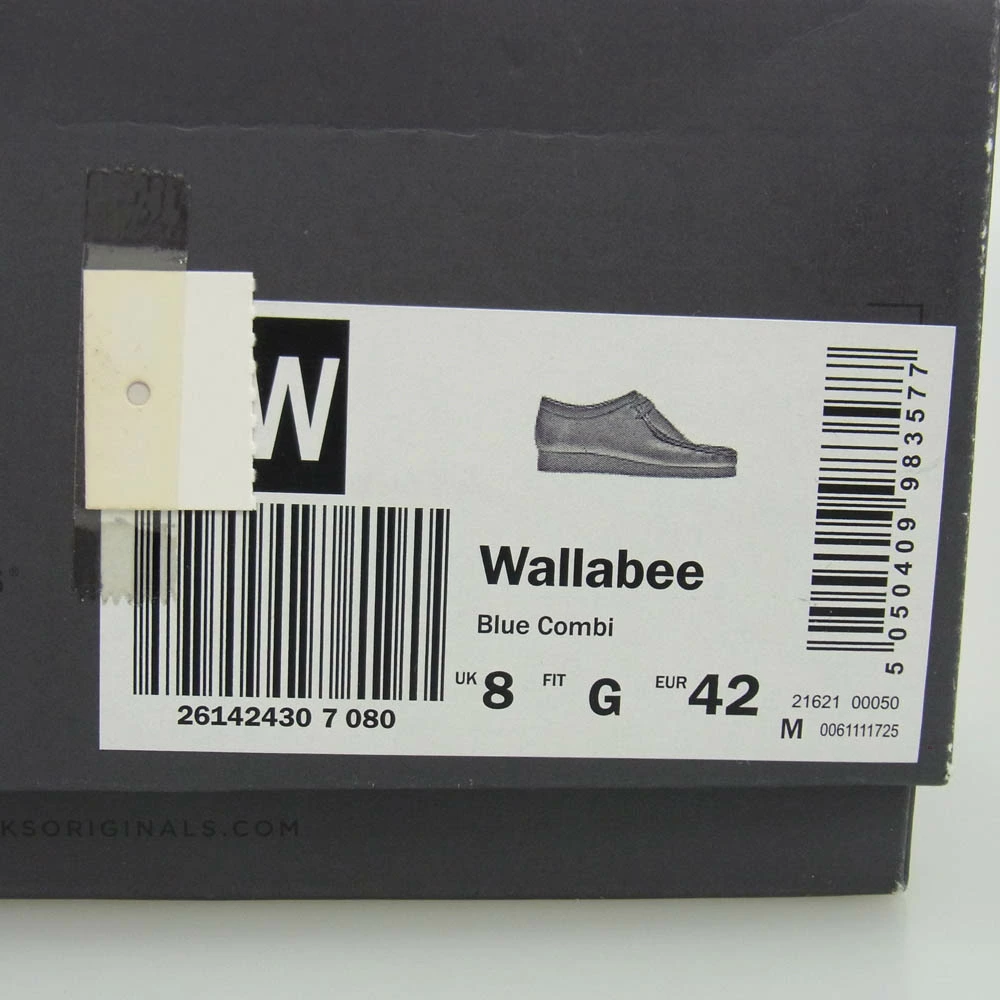 W
Wallabee
Blue Combi
UK 8 FIT G EUR 42
26142430 7 080
5 050409 983577
21621 00050
M 0061111725
KSORIGINALS.COM